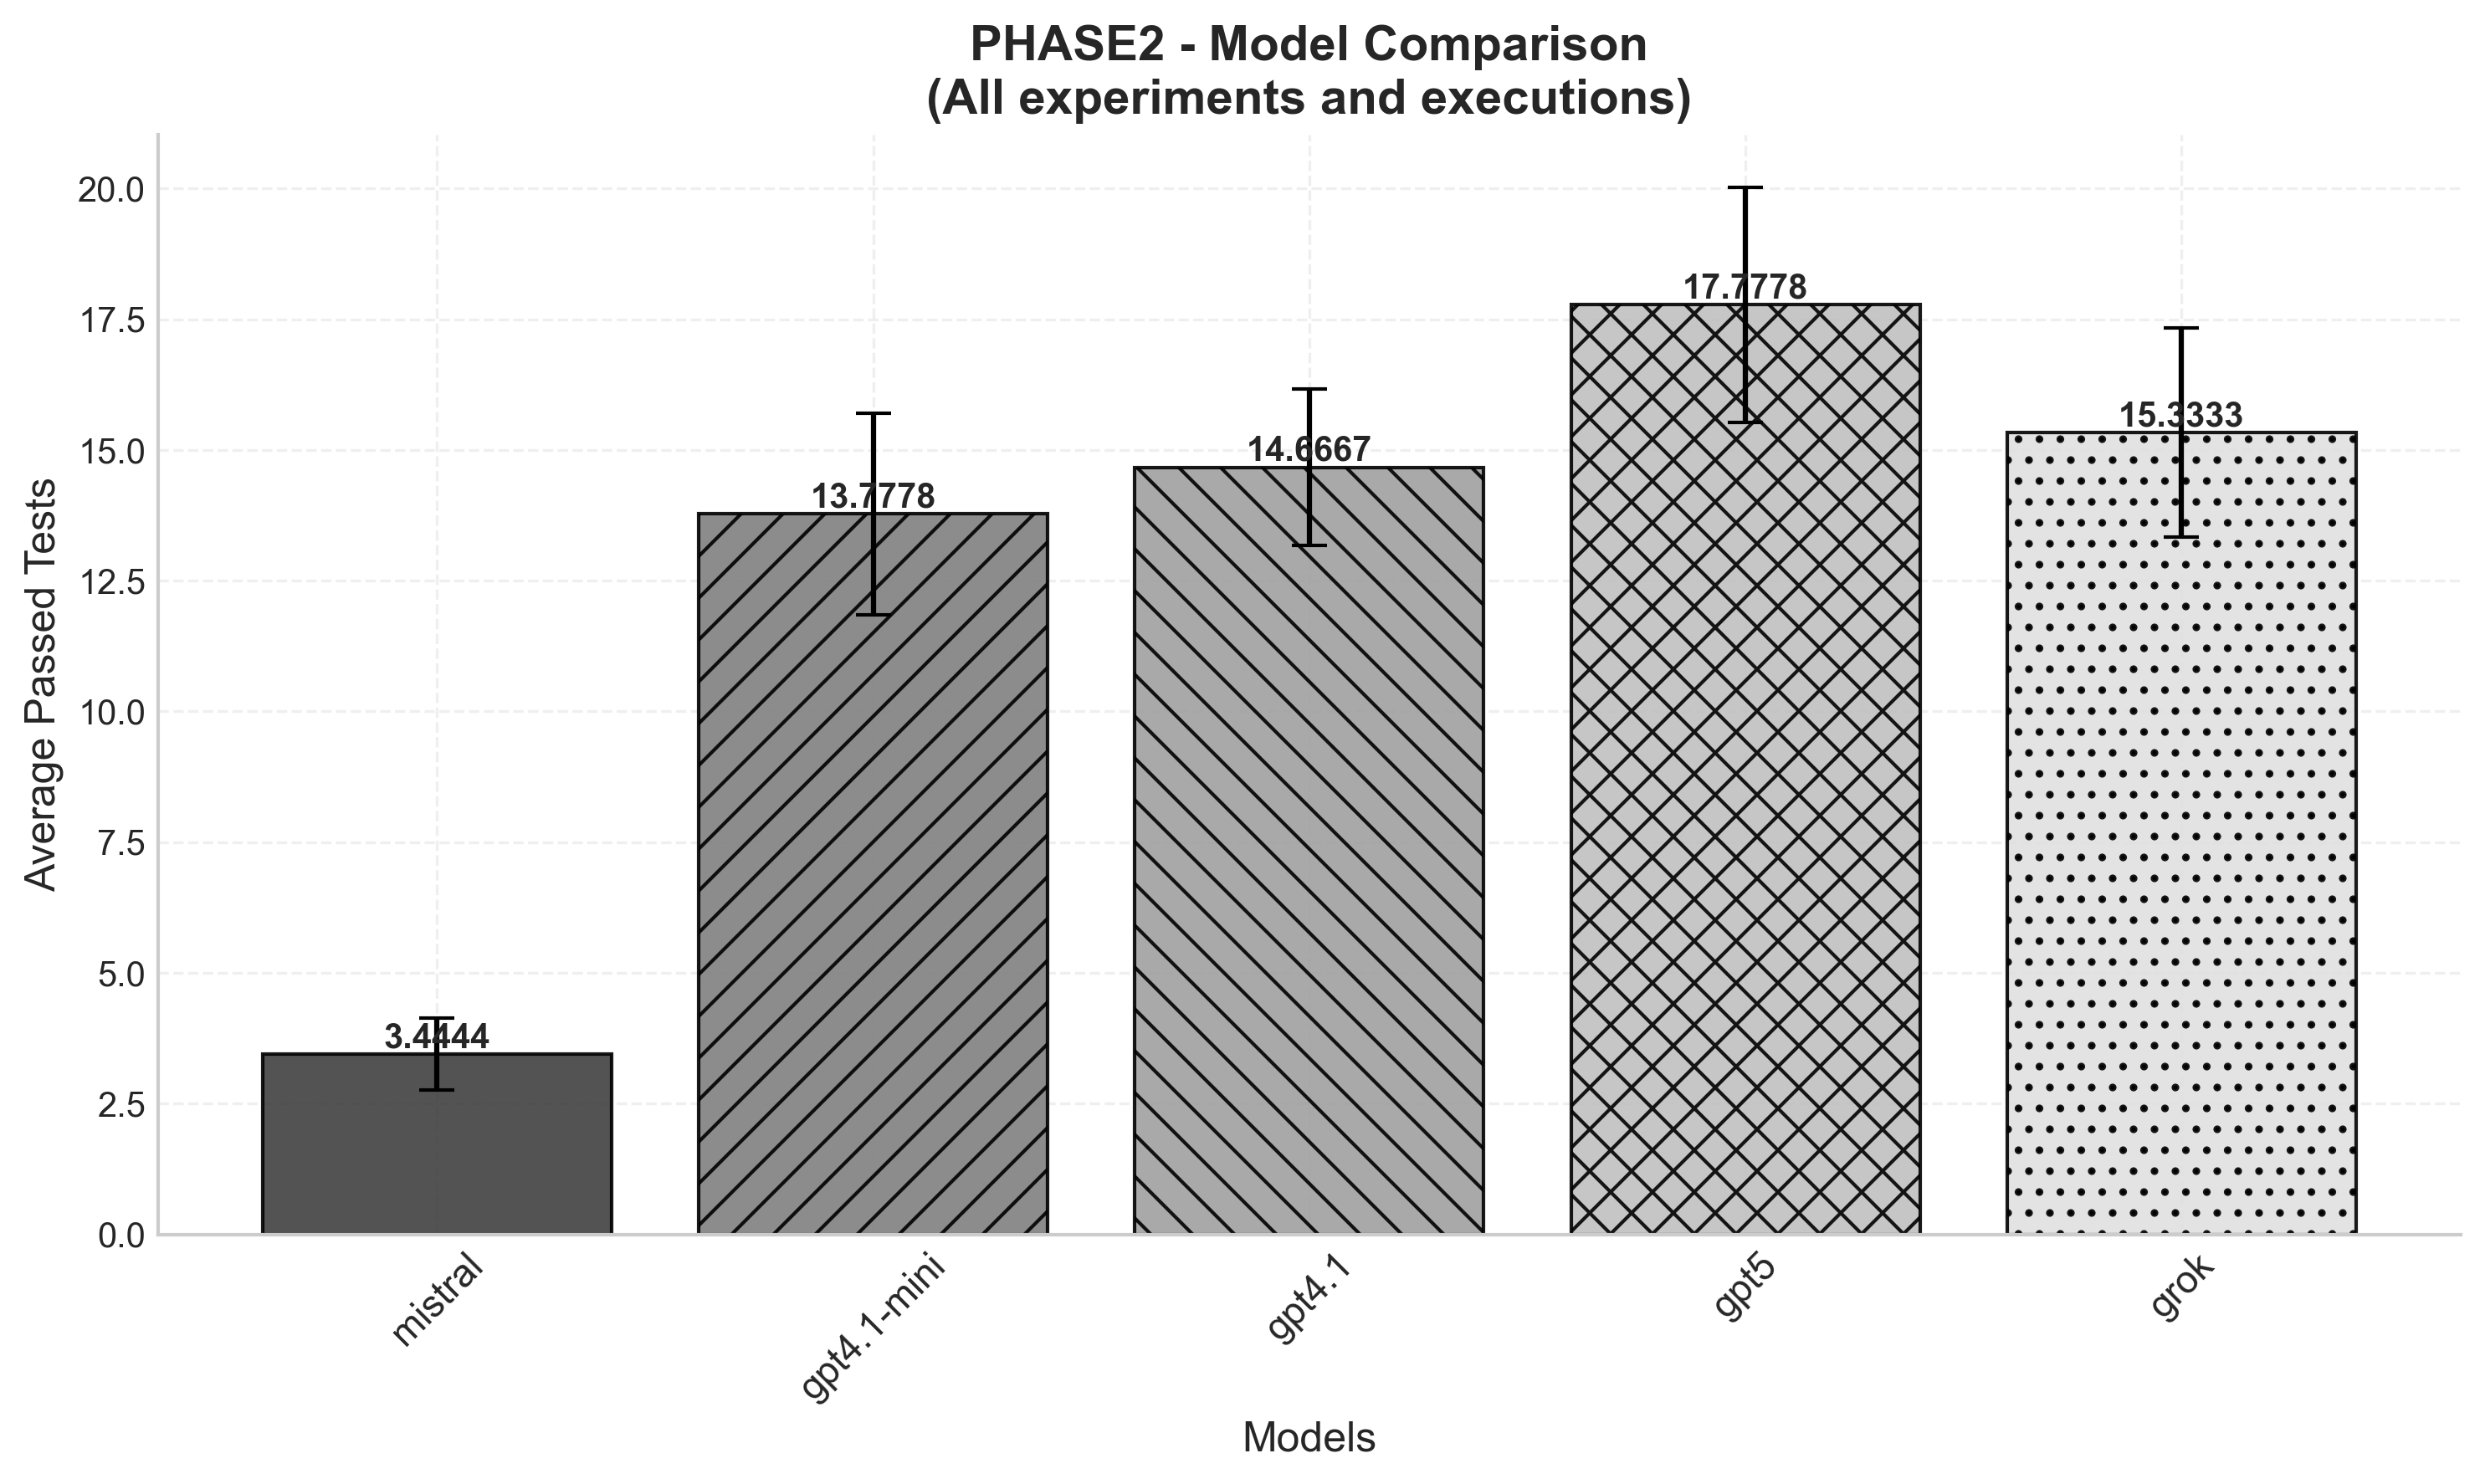 PHASE2 - Model Comparison
(All experiments and executions)
Average Passed Tests
20.0
17.5
15.0
12.5
10.0
7.5
5.0
2.5
0.0
3.4444
13.7778
14.6667
17.7778
15.3333
mistral
gpt4.1-mini
gpt4.1
gpt5
grok
Models